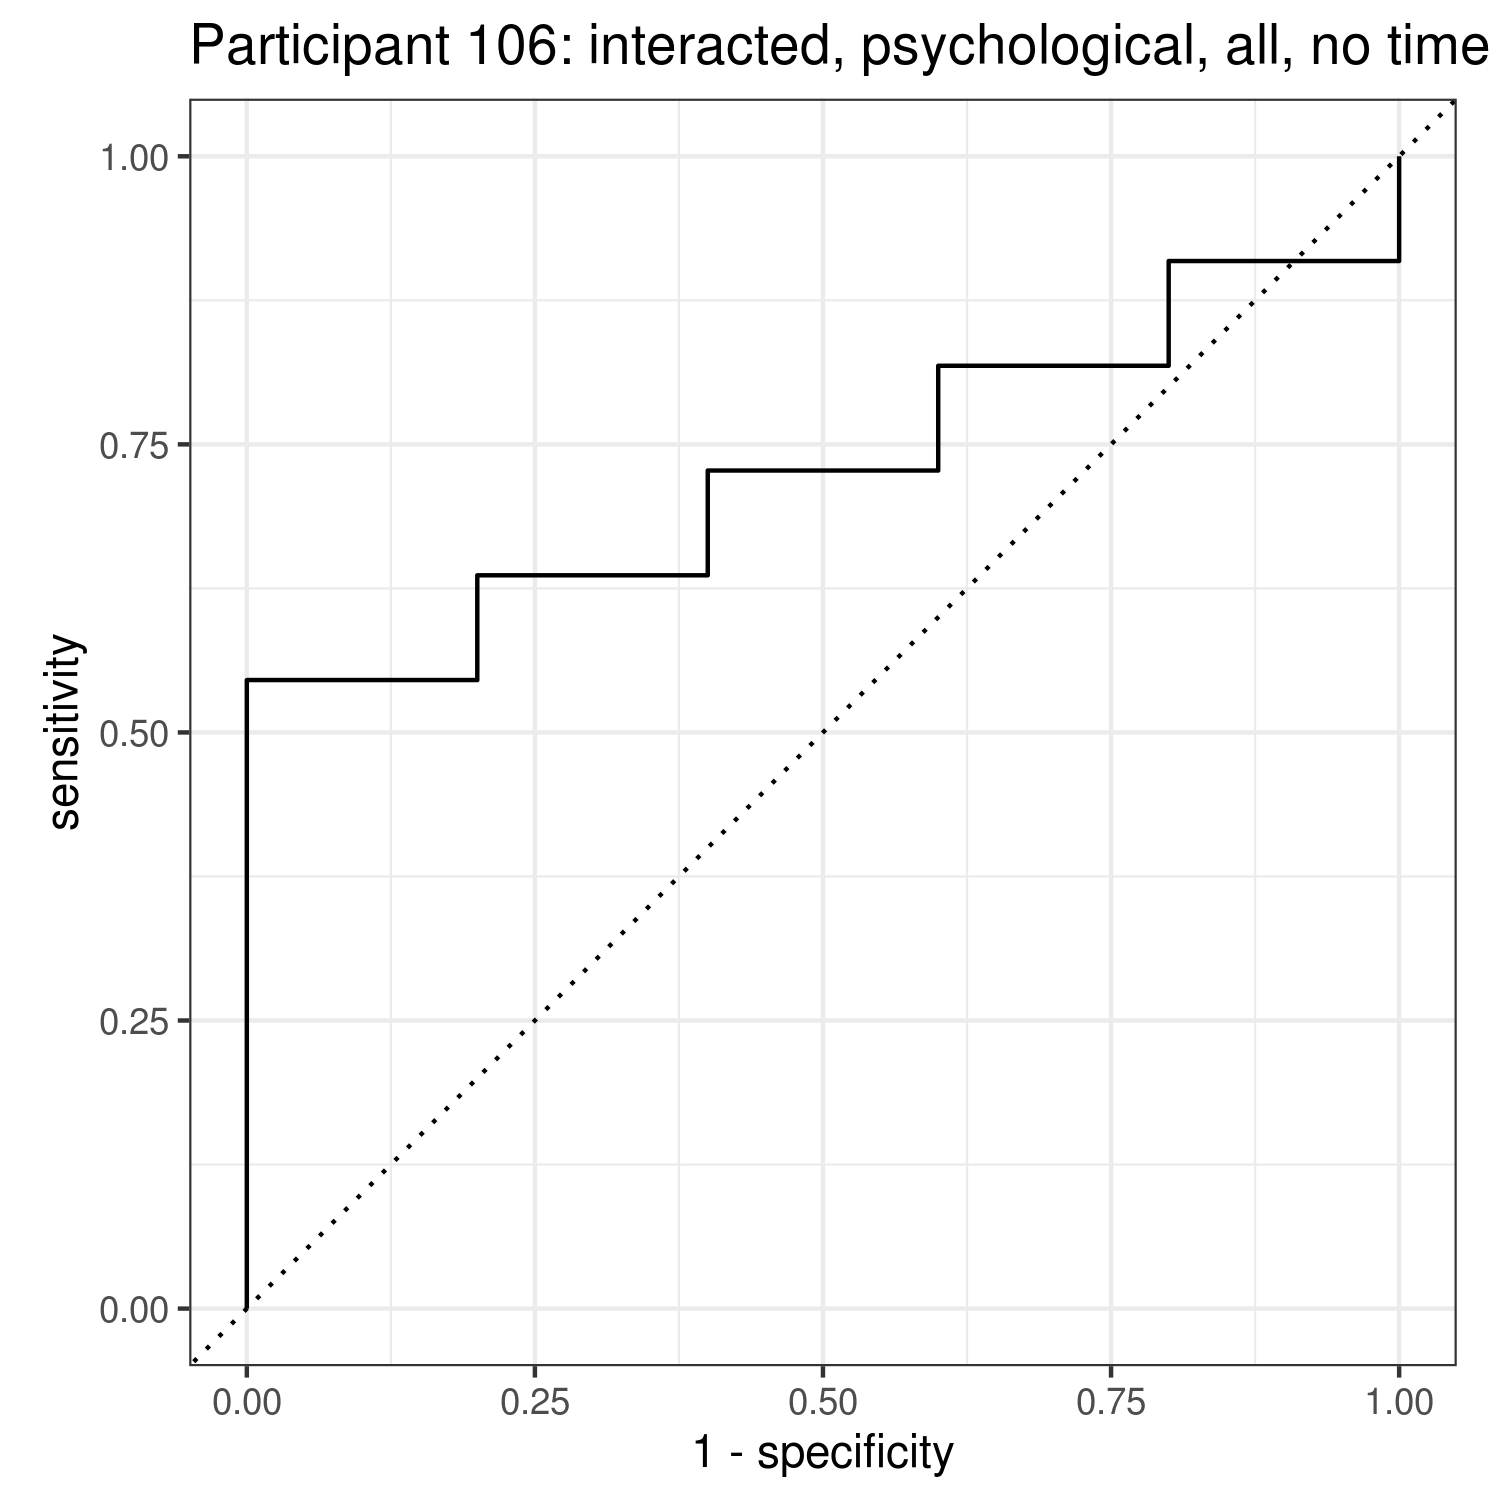 Participant 106: interacted, psychological, all, no time
1.00
0.75
0.50
0.25
0.00
sensitivity
0.00 0.25 0.50 0.75 1.00
1 - specificity